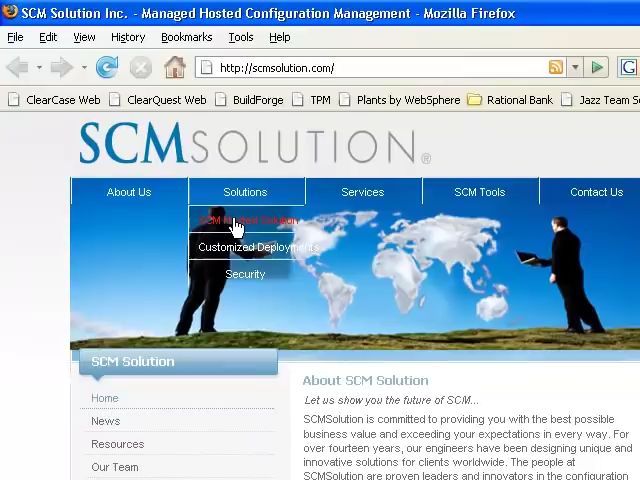 SCM Solution Inc. - Managed Hosted Configuration Management - Mozilla Firefox
File Edit View History Bookmarks Tools Help
http://scmsolution.com/ G
ClearCase Web ClearQuest Web BuildForge TPM Plants by WebSphere Rational Bank Jazz Team S
SCMSOLUTION®
About Us Solutions Services SCM Tools Contact Us
SCM Hosted Solution
Customized Deployments
Security
SCM Solution
Home
News
Resources
Our Team
About SCM Solution
Let us show you the future of SCM...
SCMSolution is committed to providing you with the best possible
business value and exceeding your expectations in every way. For
over fourteen years, our engineers have been designing unique and
innovative solutions for clients worldwide. The people at
SCMSolution are proven leaders and innovators in the configuration